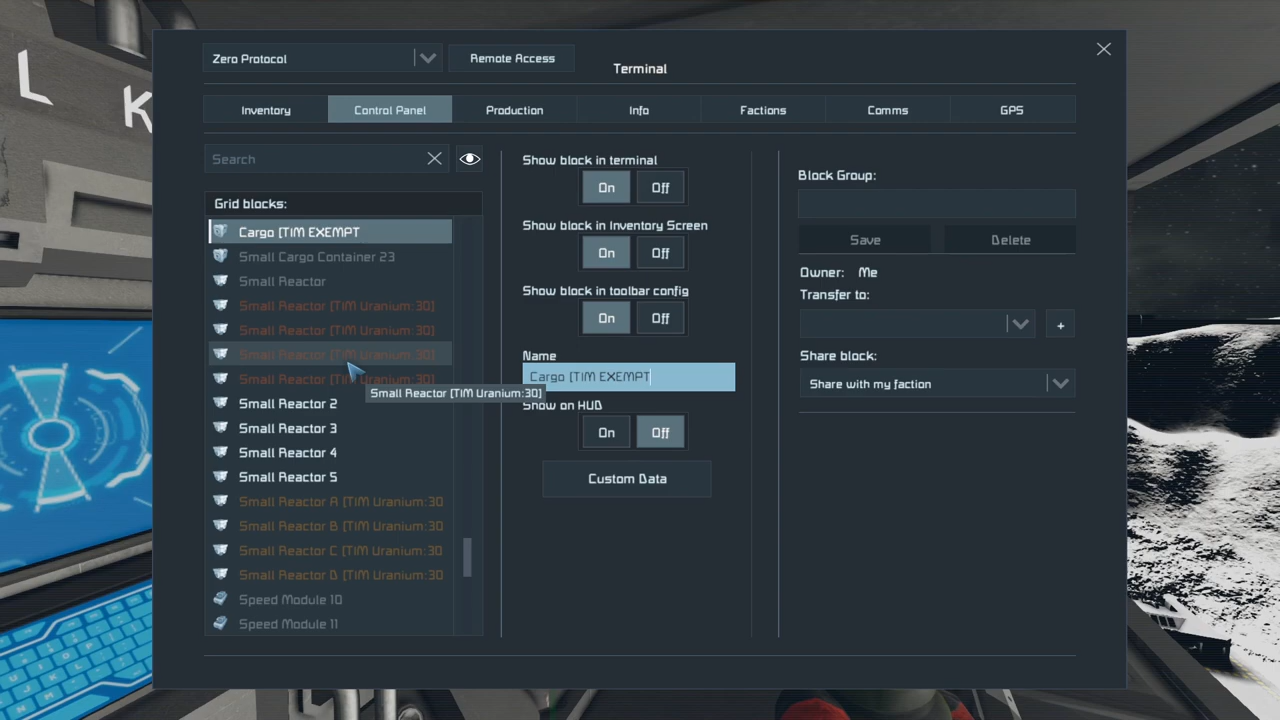 L
K
Zero Protocol
Remote Access
Terminal
Inventory
Control Panel
Production
Info
Factions
Comms
GPS
Search
Grid blocks:
Cargo [TIM EXEMPT
Small Cargo Container 23
Small Reactor
Small Reactor [TIM Uranium:30]
Small Reactor [TIM Uranium:30]
Small Reactor [TIM Uranium:30]
Small Reactor [TIM Uranium:30]
Small Reactor [TIM Uranium:30]
Small Reactor 2
Small Reactor 3
Small Reactor 4
Small Reactor 5
Small Reactor A [TIM Uranium:30
Small Reactor B [TIM Uranium:30
Small Reactor C [TIM Uranium:30
Small Reactor D [TIM Uranium:30
Speed Module 10
Speed Module 11
Show block in terminal
On Off
Show block in Inventory Screen
On Off
Show block in toolbar config
On Off
Name
Cargo [TIM EXEMPT
Show on HUD
On Off
Custom Data
Block Group:
Save
Delete
Owner: Me
Transfer to:
+
Share block:
Share with my faction